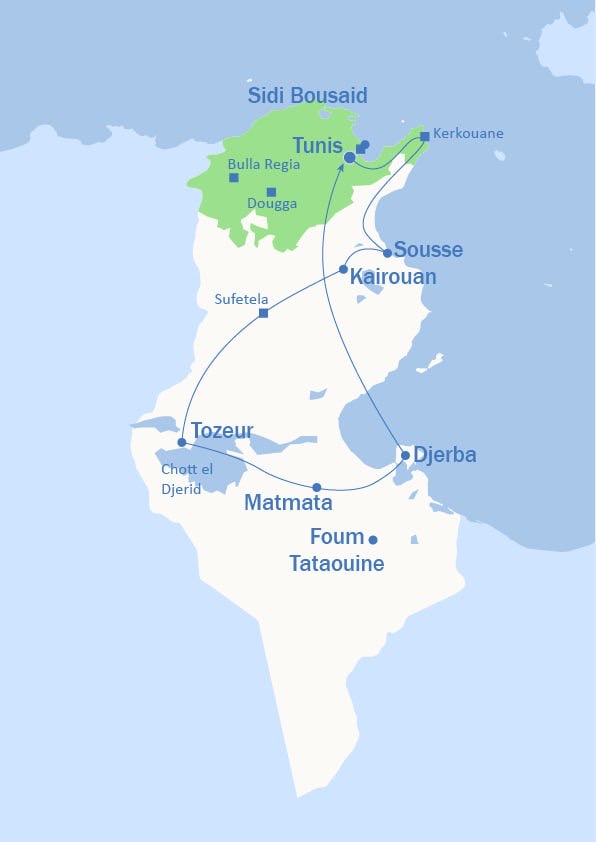 Sidi Bousaid
Kerkouane
Tunis
Bulla Regia
Dougga
Sousse
Kairouan
Sufetela
Tozeur
Djerba
Chott el
Djerid
Matmata
Foum
Tataouine